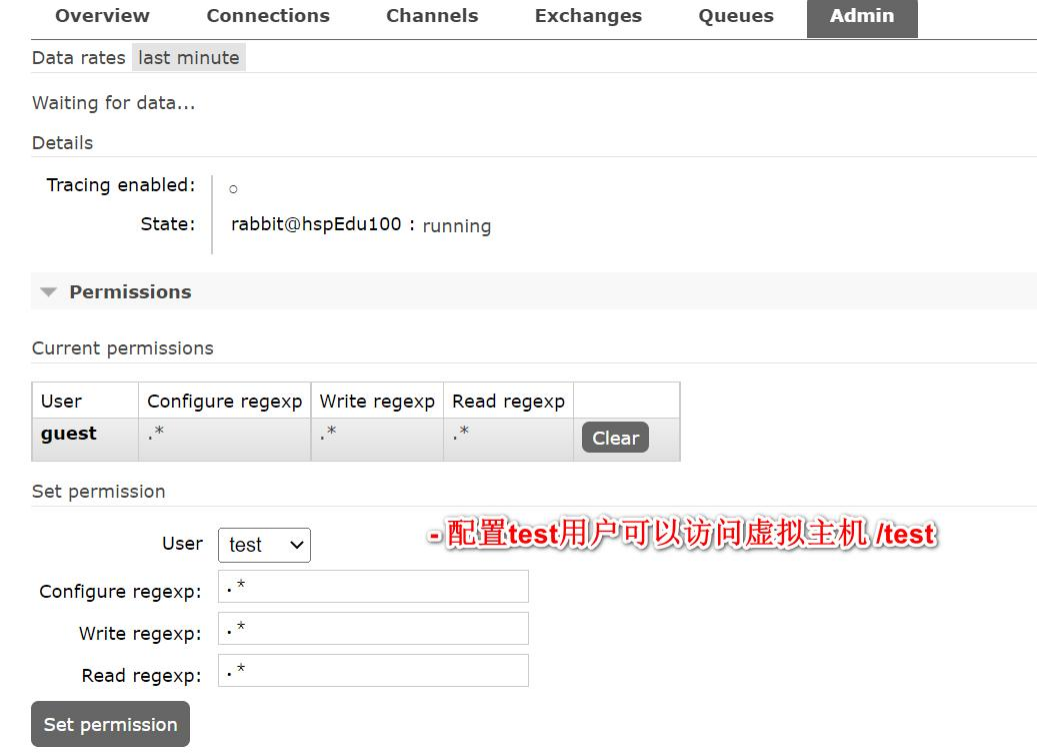 Overview Connections Channels Exchanges Queues Admin
Data rates last minute
Waiting for data...
Details
Tracing enabled: ○
State: rabbit@hspEdu100 : running
Permissions
Current permissions
User Configure regexp Write regexp Read regexp
guest .* .* .* Clear
Set permission
- 配置test用户可以访问虚拟主机 /test
User test
Configure regexp: .*
Write regexp: .*
Read regexp: .*
Set permission